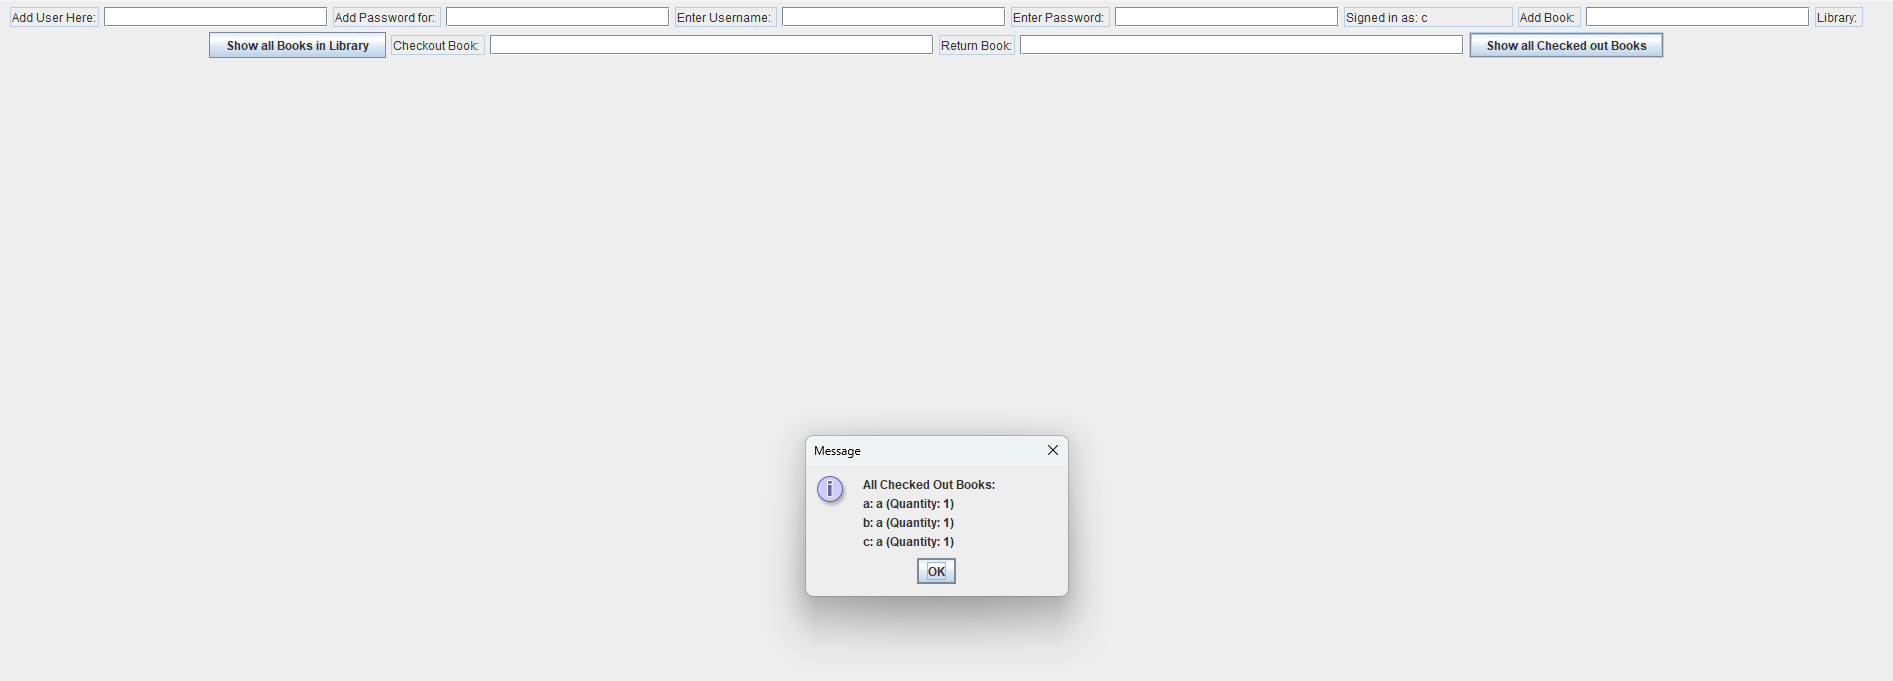 Add User Here: Add Password for: Enter Username: Enter Password: Signed in as: c Add Book: Library:
Show all Books in Library Checkout Book: Return Book: Show all Checked out Books
Message
i
All Checked Out Books:
a: a (Quantity: 1)
b: a (Quantity: 1)
c: a (Quantity: 1)
OK